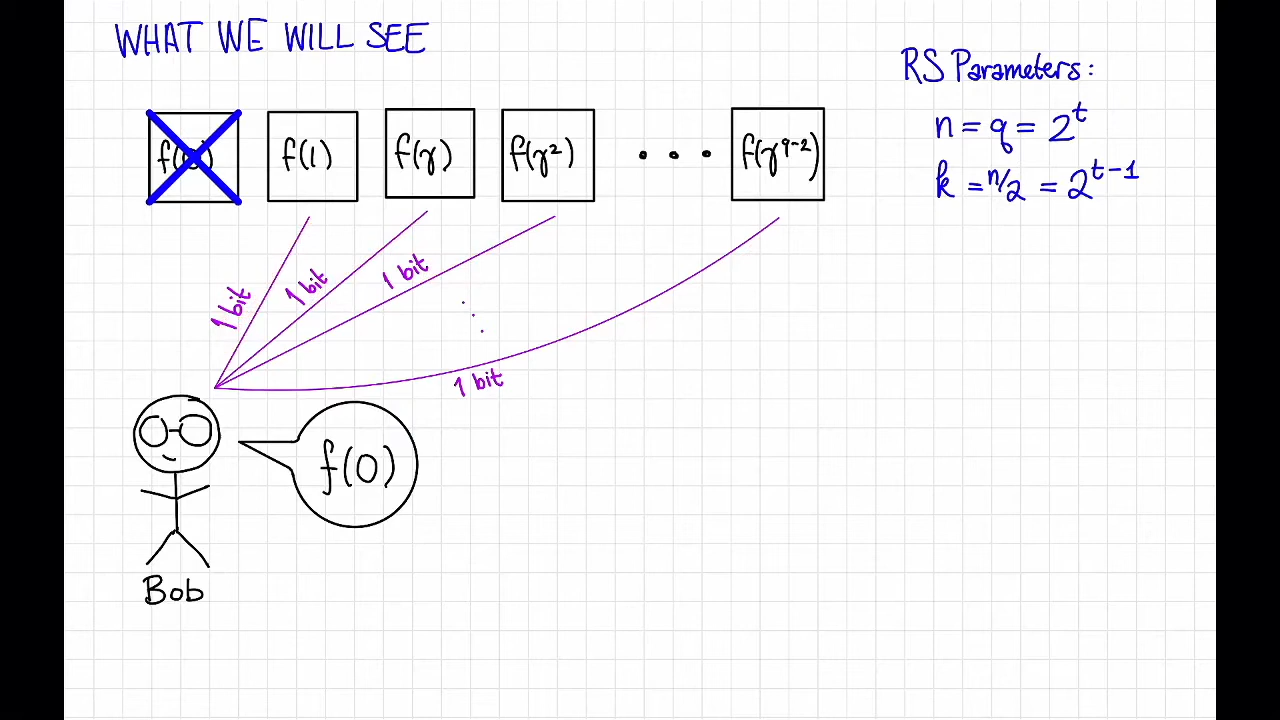 WHAT WE WILL SEE
RS Parameters:
n = q = 2^t
k = n/2 = 2^{t-1}
f(0) f(1) f(γ) f(γ²) ... f(γ^{q-2})
1 bit
1 bit
1 bit
1 bit
f(0)
Bob